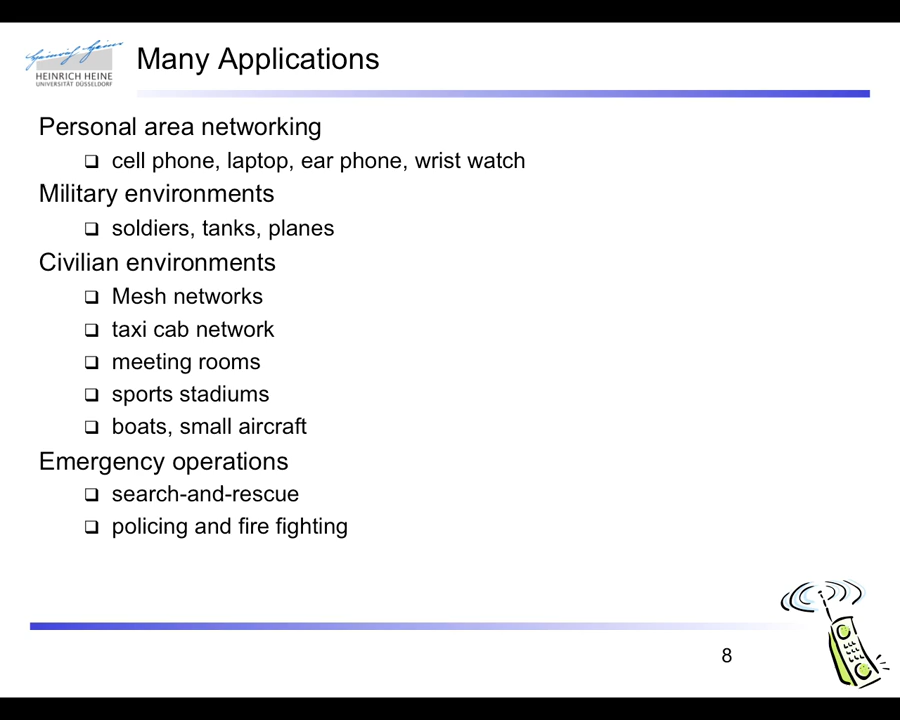 Heinrich Heine
HEINRICH HEINE
UNIVERSITÄT DÜSSELDORF
Many Applications
Personal area networking
❑ cell phone, laptop, ear phone, wrist watch
Military environments
❑ soldiers, tanks, planes
Civilian environments
❑ Mesh networks
❑ taxi cab network
❑ meeting rooms
❑ sports stadiums
❑ boats, small aircraft
Emergency operations
❑ search-and-rescue
❑ policing and fire fighting
8